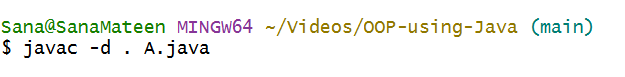 Sana@SanaMateen MINGW64 ~/Videos/OOP-using-Java (main)
$ javac -d . A.java